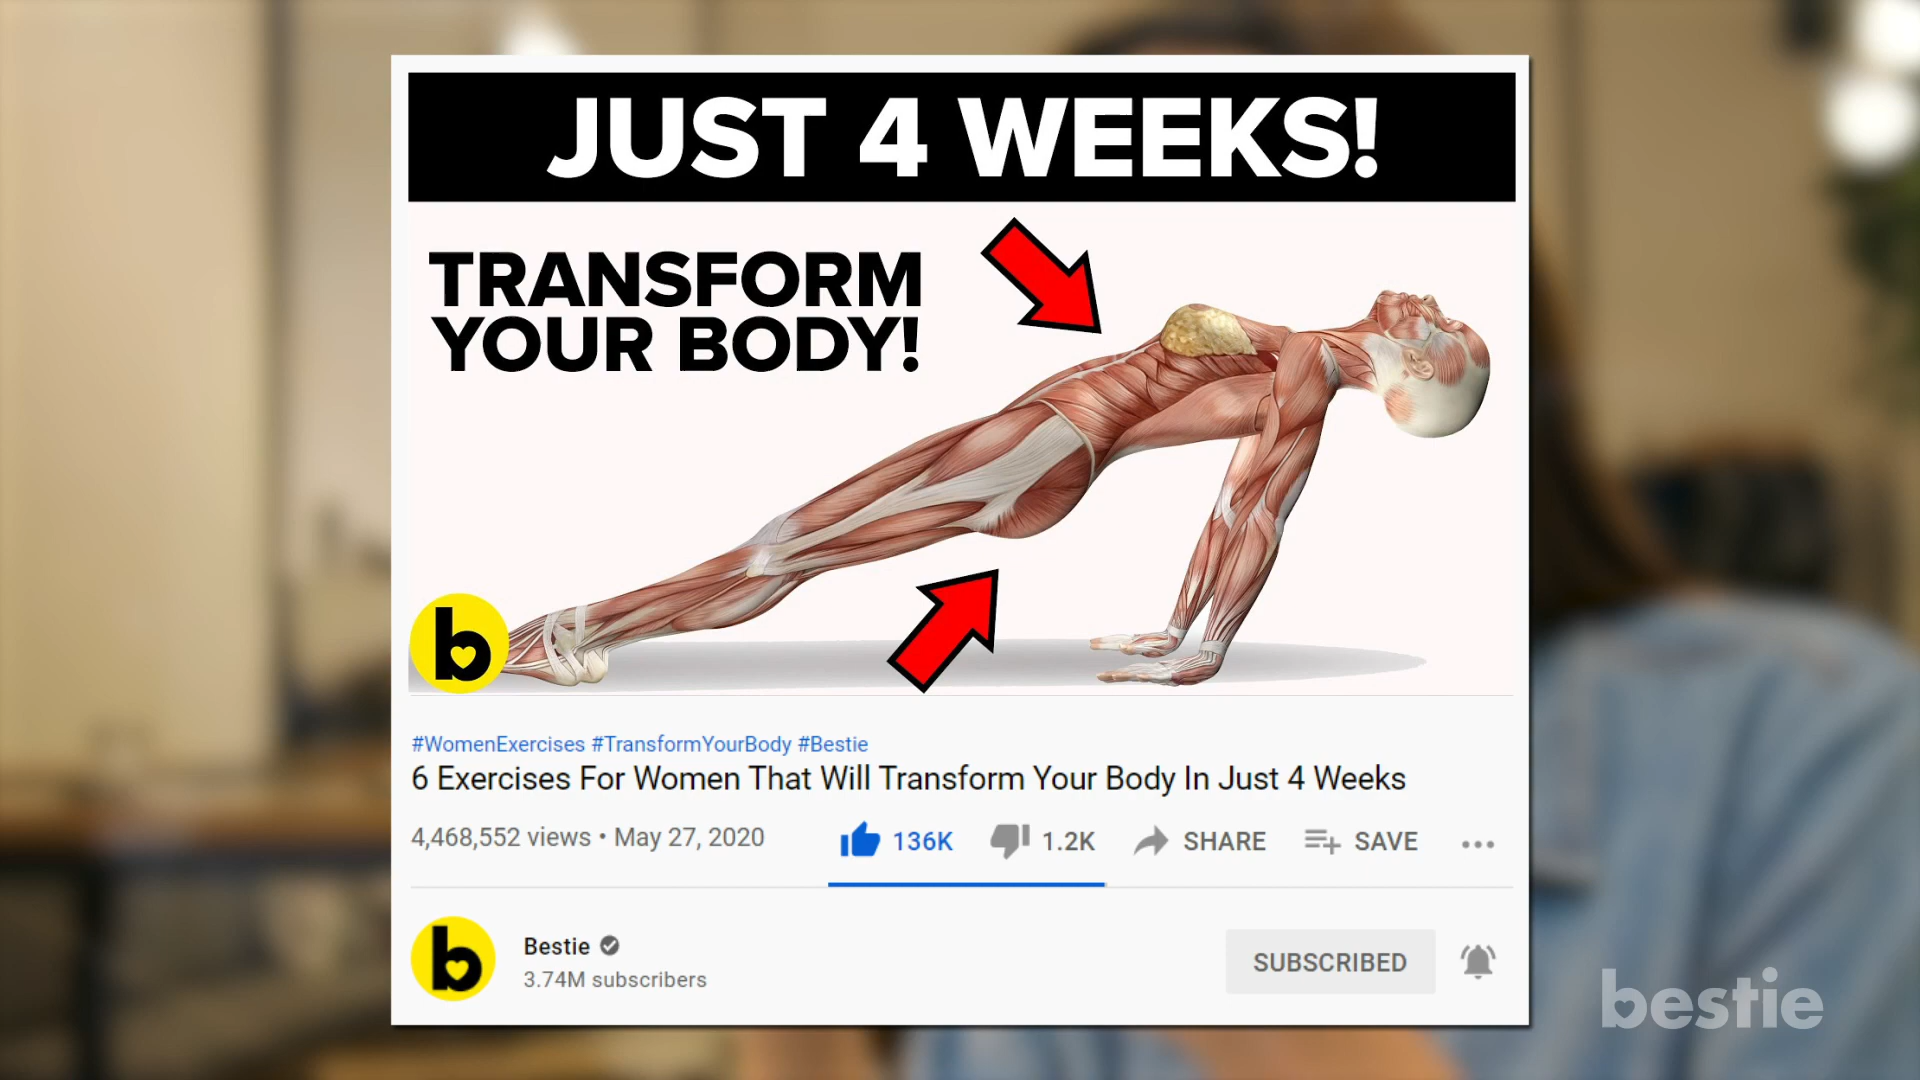 JUST 4 WEEKS!
TRANSFORM
YOUR BODY!
b
#WomenExercises #TransformYourBody #Bestie
6 Exercises For Women That Will Transform Your Body In Just 4 Weeks
4,468,552 views • May 27, 2020
136K
1.2K
SHARE
SAVE
b
Bestie
3.74M subscribers
SUBSCRIBED
bestie